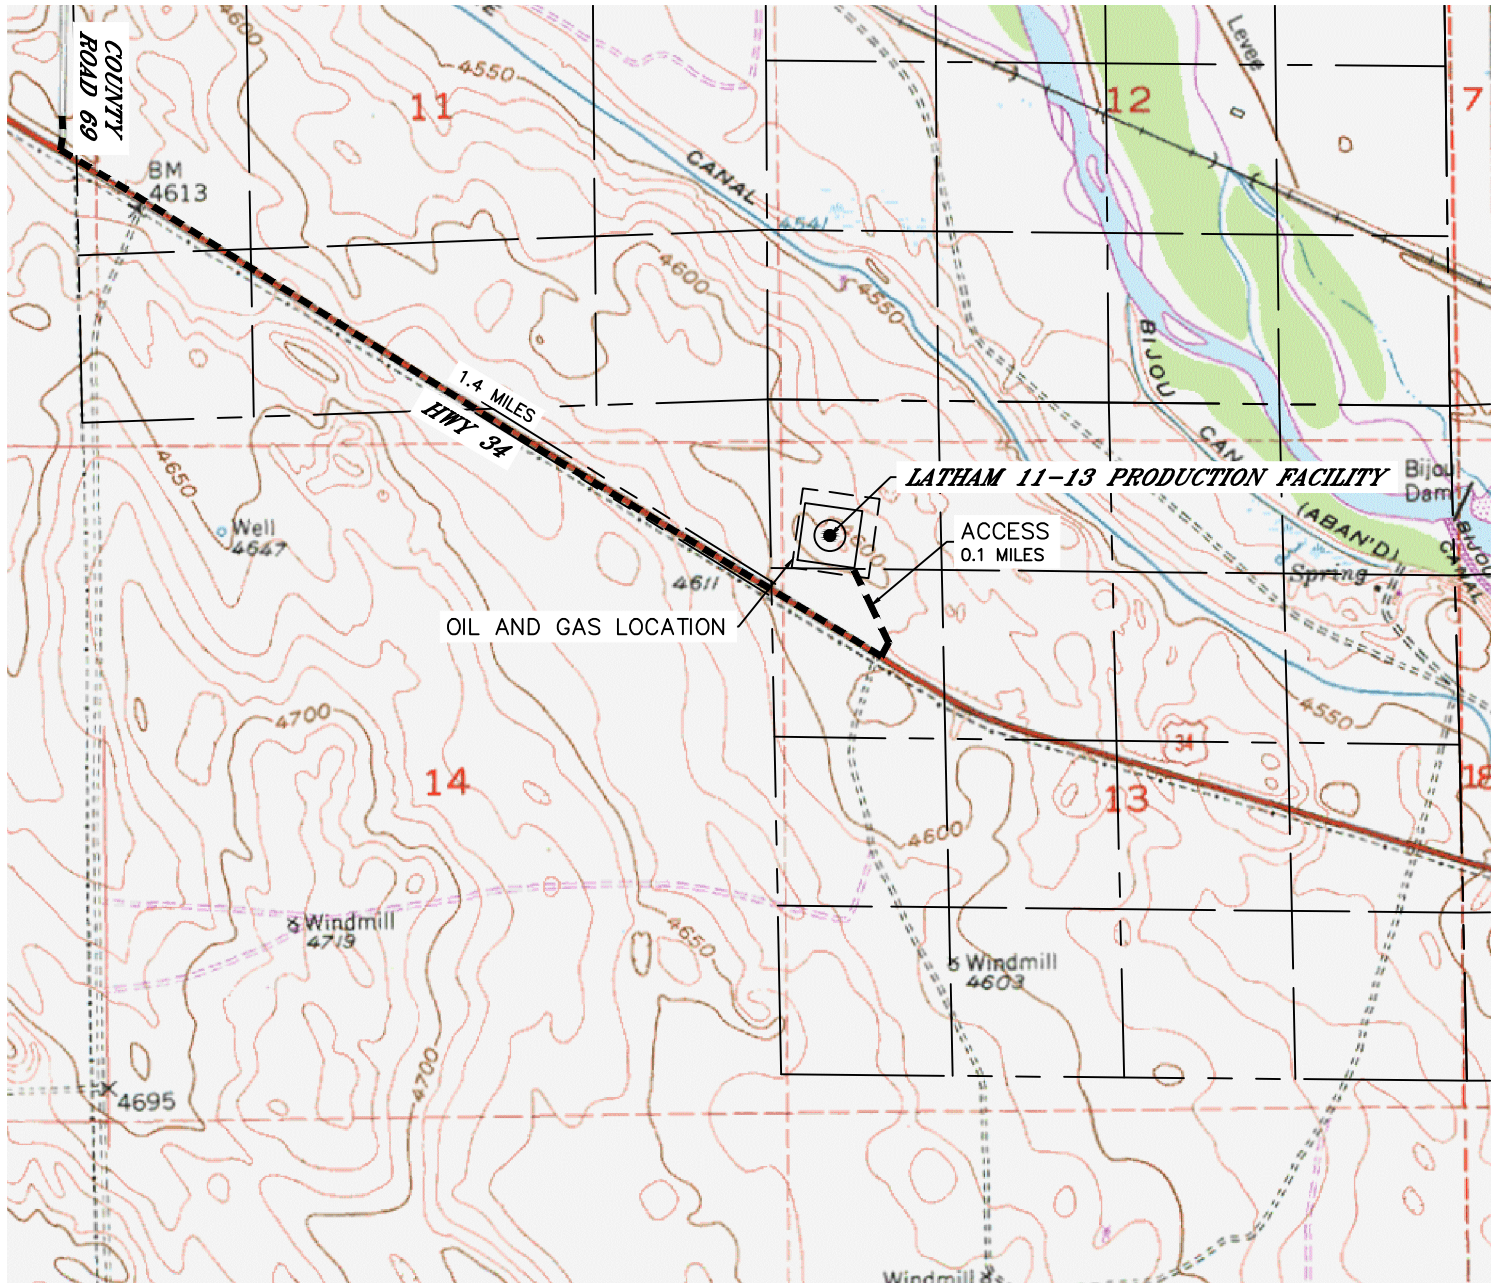 COUNTY
ROAD 69
4600
E
4550
11
Levee
12
7
BM
4613
CANAL
4541
4600
4550
BIJOU
1.4 MILES
HWY 34
CAN
4650
Well
4647
LATHAM 11-13 PRODUCTION FACILITY
Bijou
Dam
(ABAN'D)
BIJOU
CANAL
4600
ACCESS
0.1 MILES
Spring
4611
OIL AND GAS LOCATION
4700
4550
34
14
13
18
4600
Windmill
4719
4650
Windmill
4603
4700
4695
Windmill